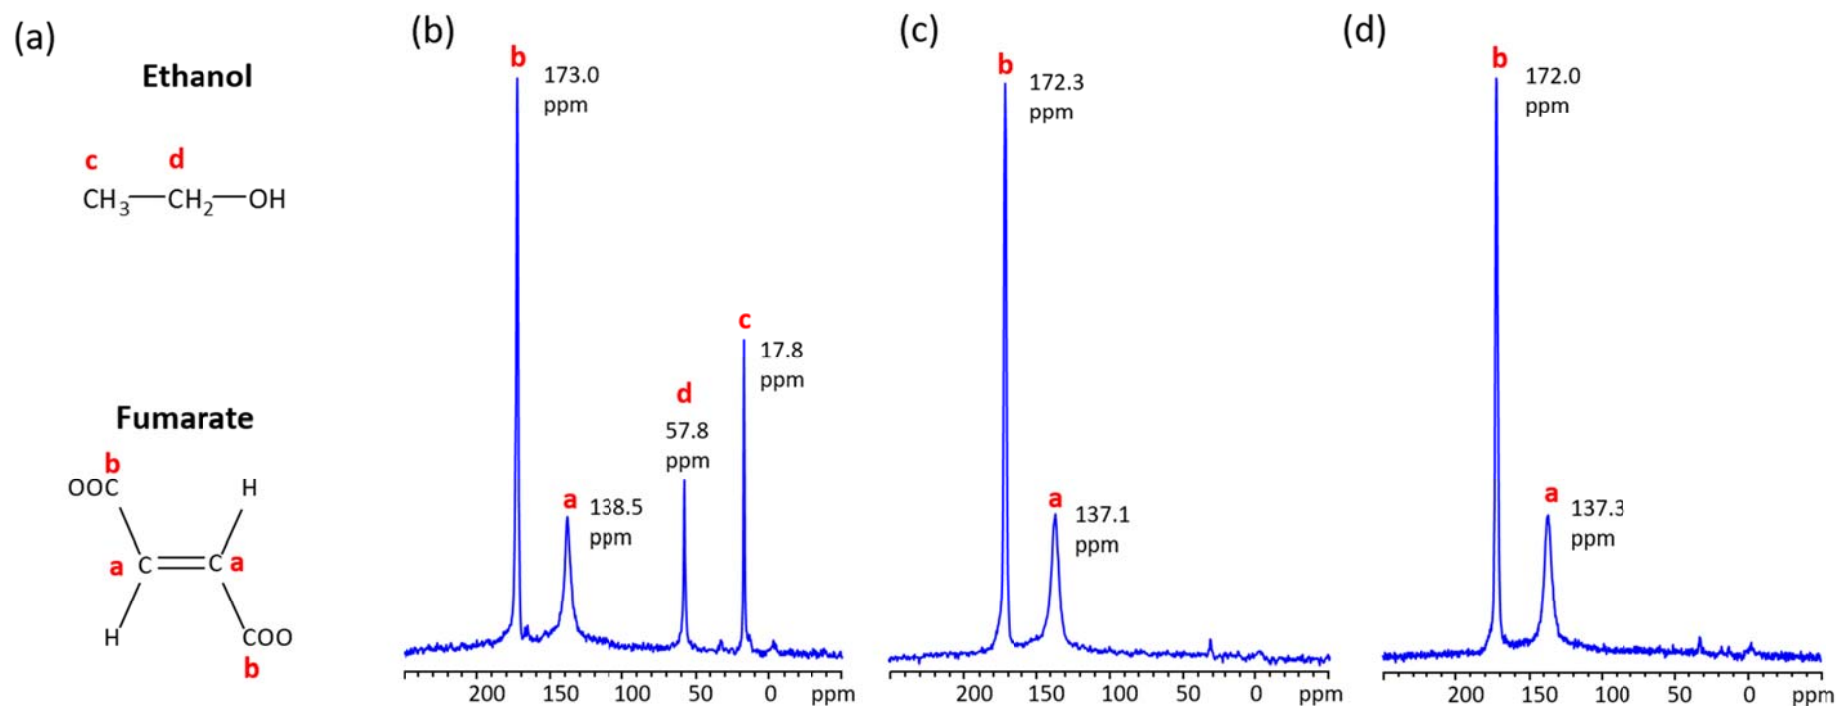 (a)
Ethanol
c d
CH3—CH2—OH
Fumarate
b
OOC H
a C C a
H COO
b
(b)
b 173.0
ppm
c
17.8
ppm
d
57.8
ppm
a 138.5
ppm
200 150 100 50 0 ppm
(c)
b 172.3
ppm
a 137.1
ppm
200 150 100 50 0 ppm
(d)
b 172.0
ppm
a 137.3
ppm
200 150 100 50 0 ppm